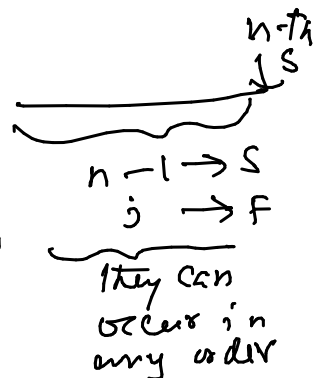 n-th
S
n-1 → S
j → F
they can
occur in
any order